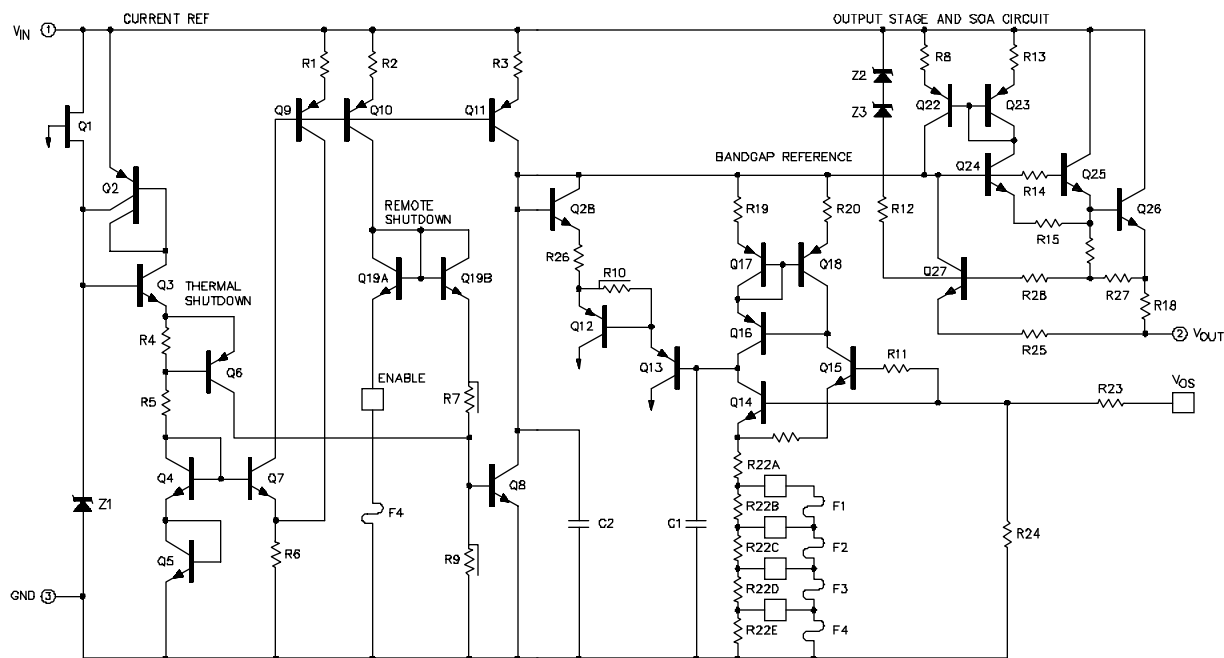 CURRENT REF
OUTPUT STAGE AND SOA CIRCUIT
VIN 1
R1
R2
R3
R8
R13
Z2
Z3
Q1
Q9
Q10
Q11
Q22
Q23
Q2
BANDGAP REFERENCE
Q24
R14
Q25
Q26
REMOTE
SHUTDOWN
Q2B
R19
R20
R12
R15
Q3
THERMAL
SHUTDOWN
Q19A
Q19B
R26
R10
Q17
Q18
Q27
R28
R27
R18
R4
Q6
Q12
Q16
R25
2 VOUT
R5
ENABLE
R7
Q13
Q15
R11
Q14
R23
VOS
Q4
Q7
Q8
R22A
Z1
F4
R22B
F1
C2
C1
R24
Q5
R6
R9
R22C
F2
R22D
F3
GND 3
R22E
F4